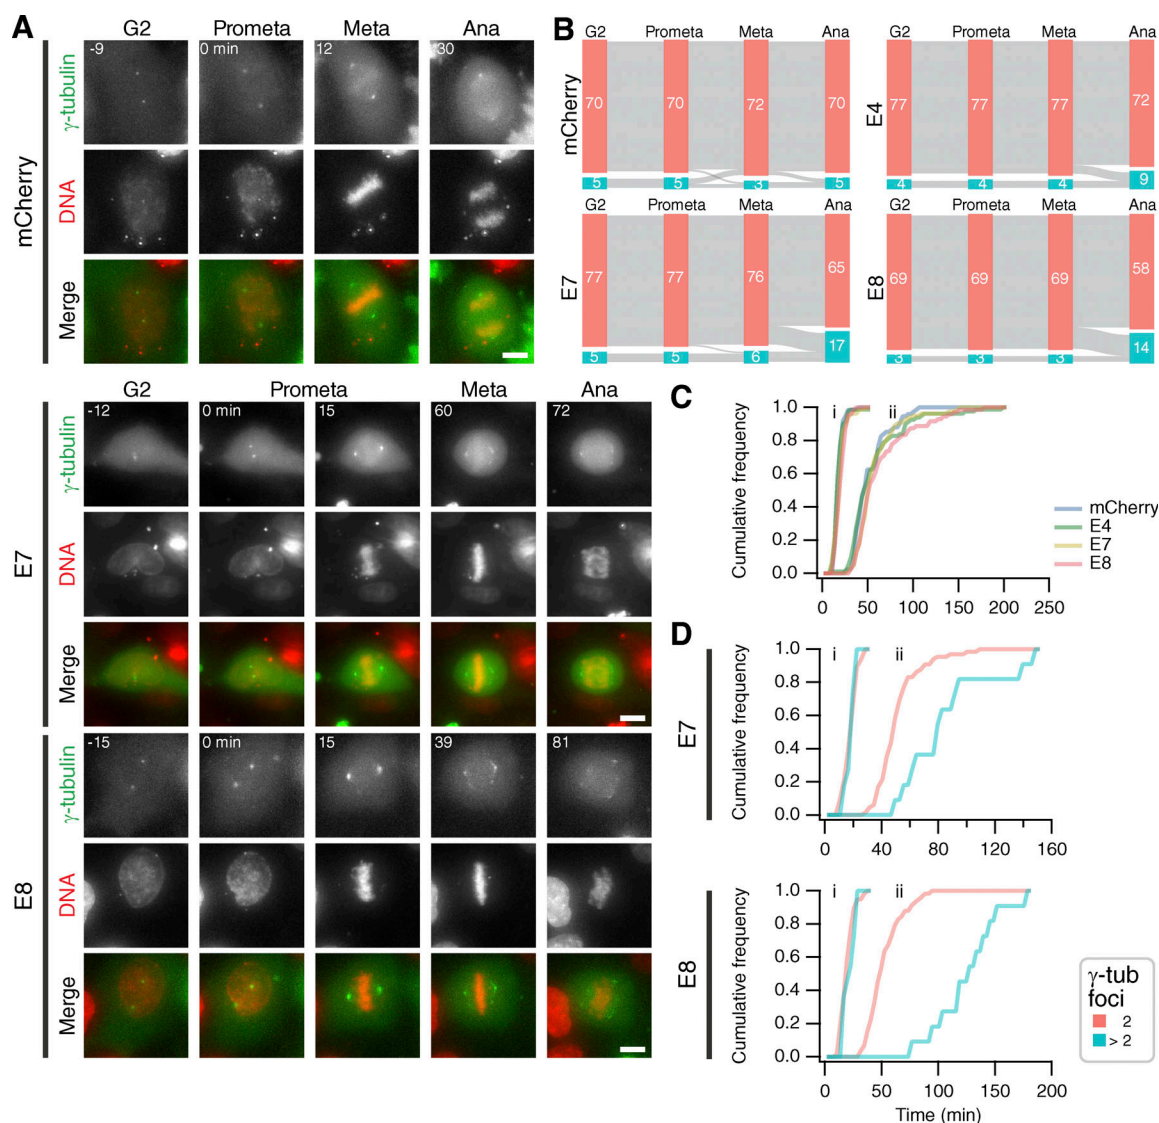 A
G2 Prometa Meta Ana
mCherry
γ-tubulin
-9 0 min 12 30
DNA
Merge
G2 Prometa Meta Ana
E7
γ-tubulin
-12 0 min 15 60 72
DNA
Merge
E8
γ-tubulin
-15 0 min 15 39 81
DNA
Merge
B
G2 Prometa Meta Ana
mCherry
70 70 72 70
5 5 3 5
G2 Prometa Meta Ana
E4
77 77 77 72
4 4 4 9
G2 Prometa Meta Ana
E7
77 77 76 65
5 5 6 17
G2 Prometa Meta Ana
E8
69 69 69 58
3 3 3 14
C
Cumulative frequency
1.0
0.8
0.6
0.4
0.2
0.0
i ii
0 50 100 150 200 250
mCherry
E4
E7
E8
D
E7
Cumulative frequency
1.0
0.8
0.6
0.4
0.2
0.0
i ii
0 40 80 120 160
E8
Cumulative frequency
1.0
0.8
0.6
0.4
0.2
0.0
i ii
0 50 100 150 200
Time (min)
γ-tub
foci
2
> 2